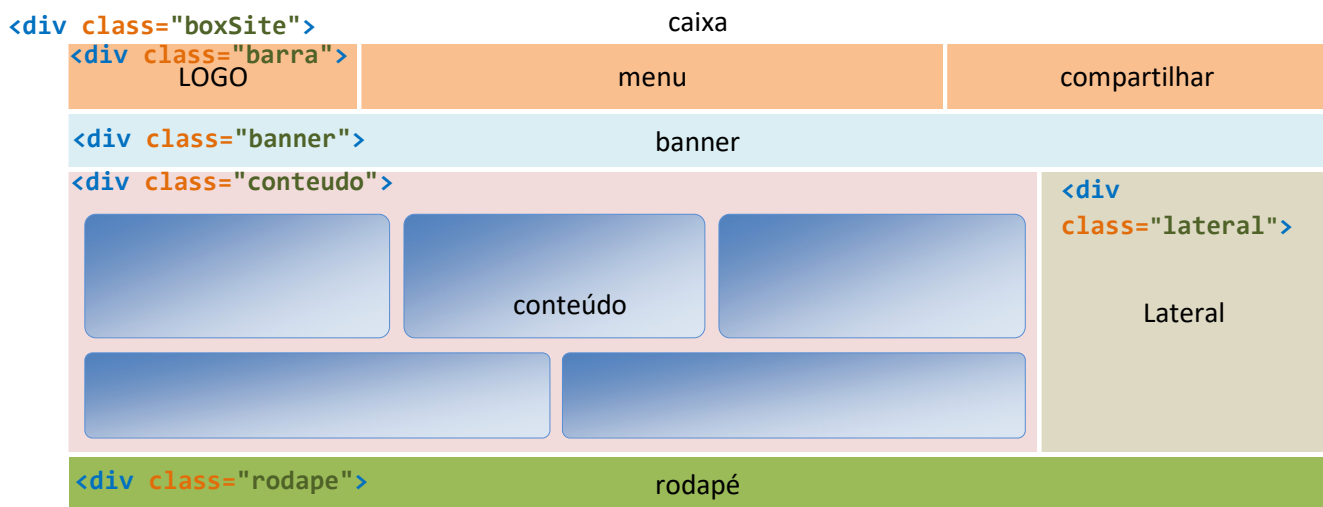 <div class="boxSite"> caixa
<div class="barra">
LOGO menu compartilhar
<div class="banner"> banner
<div class="conteudo">
<div
class="lateral">
conteúdo
Lateral
<div class="rodape"> rodapé